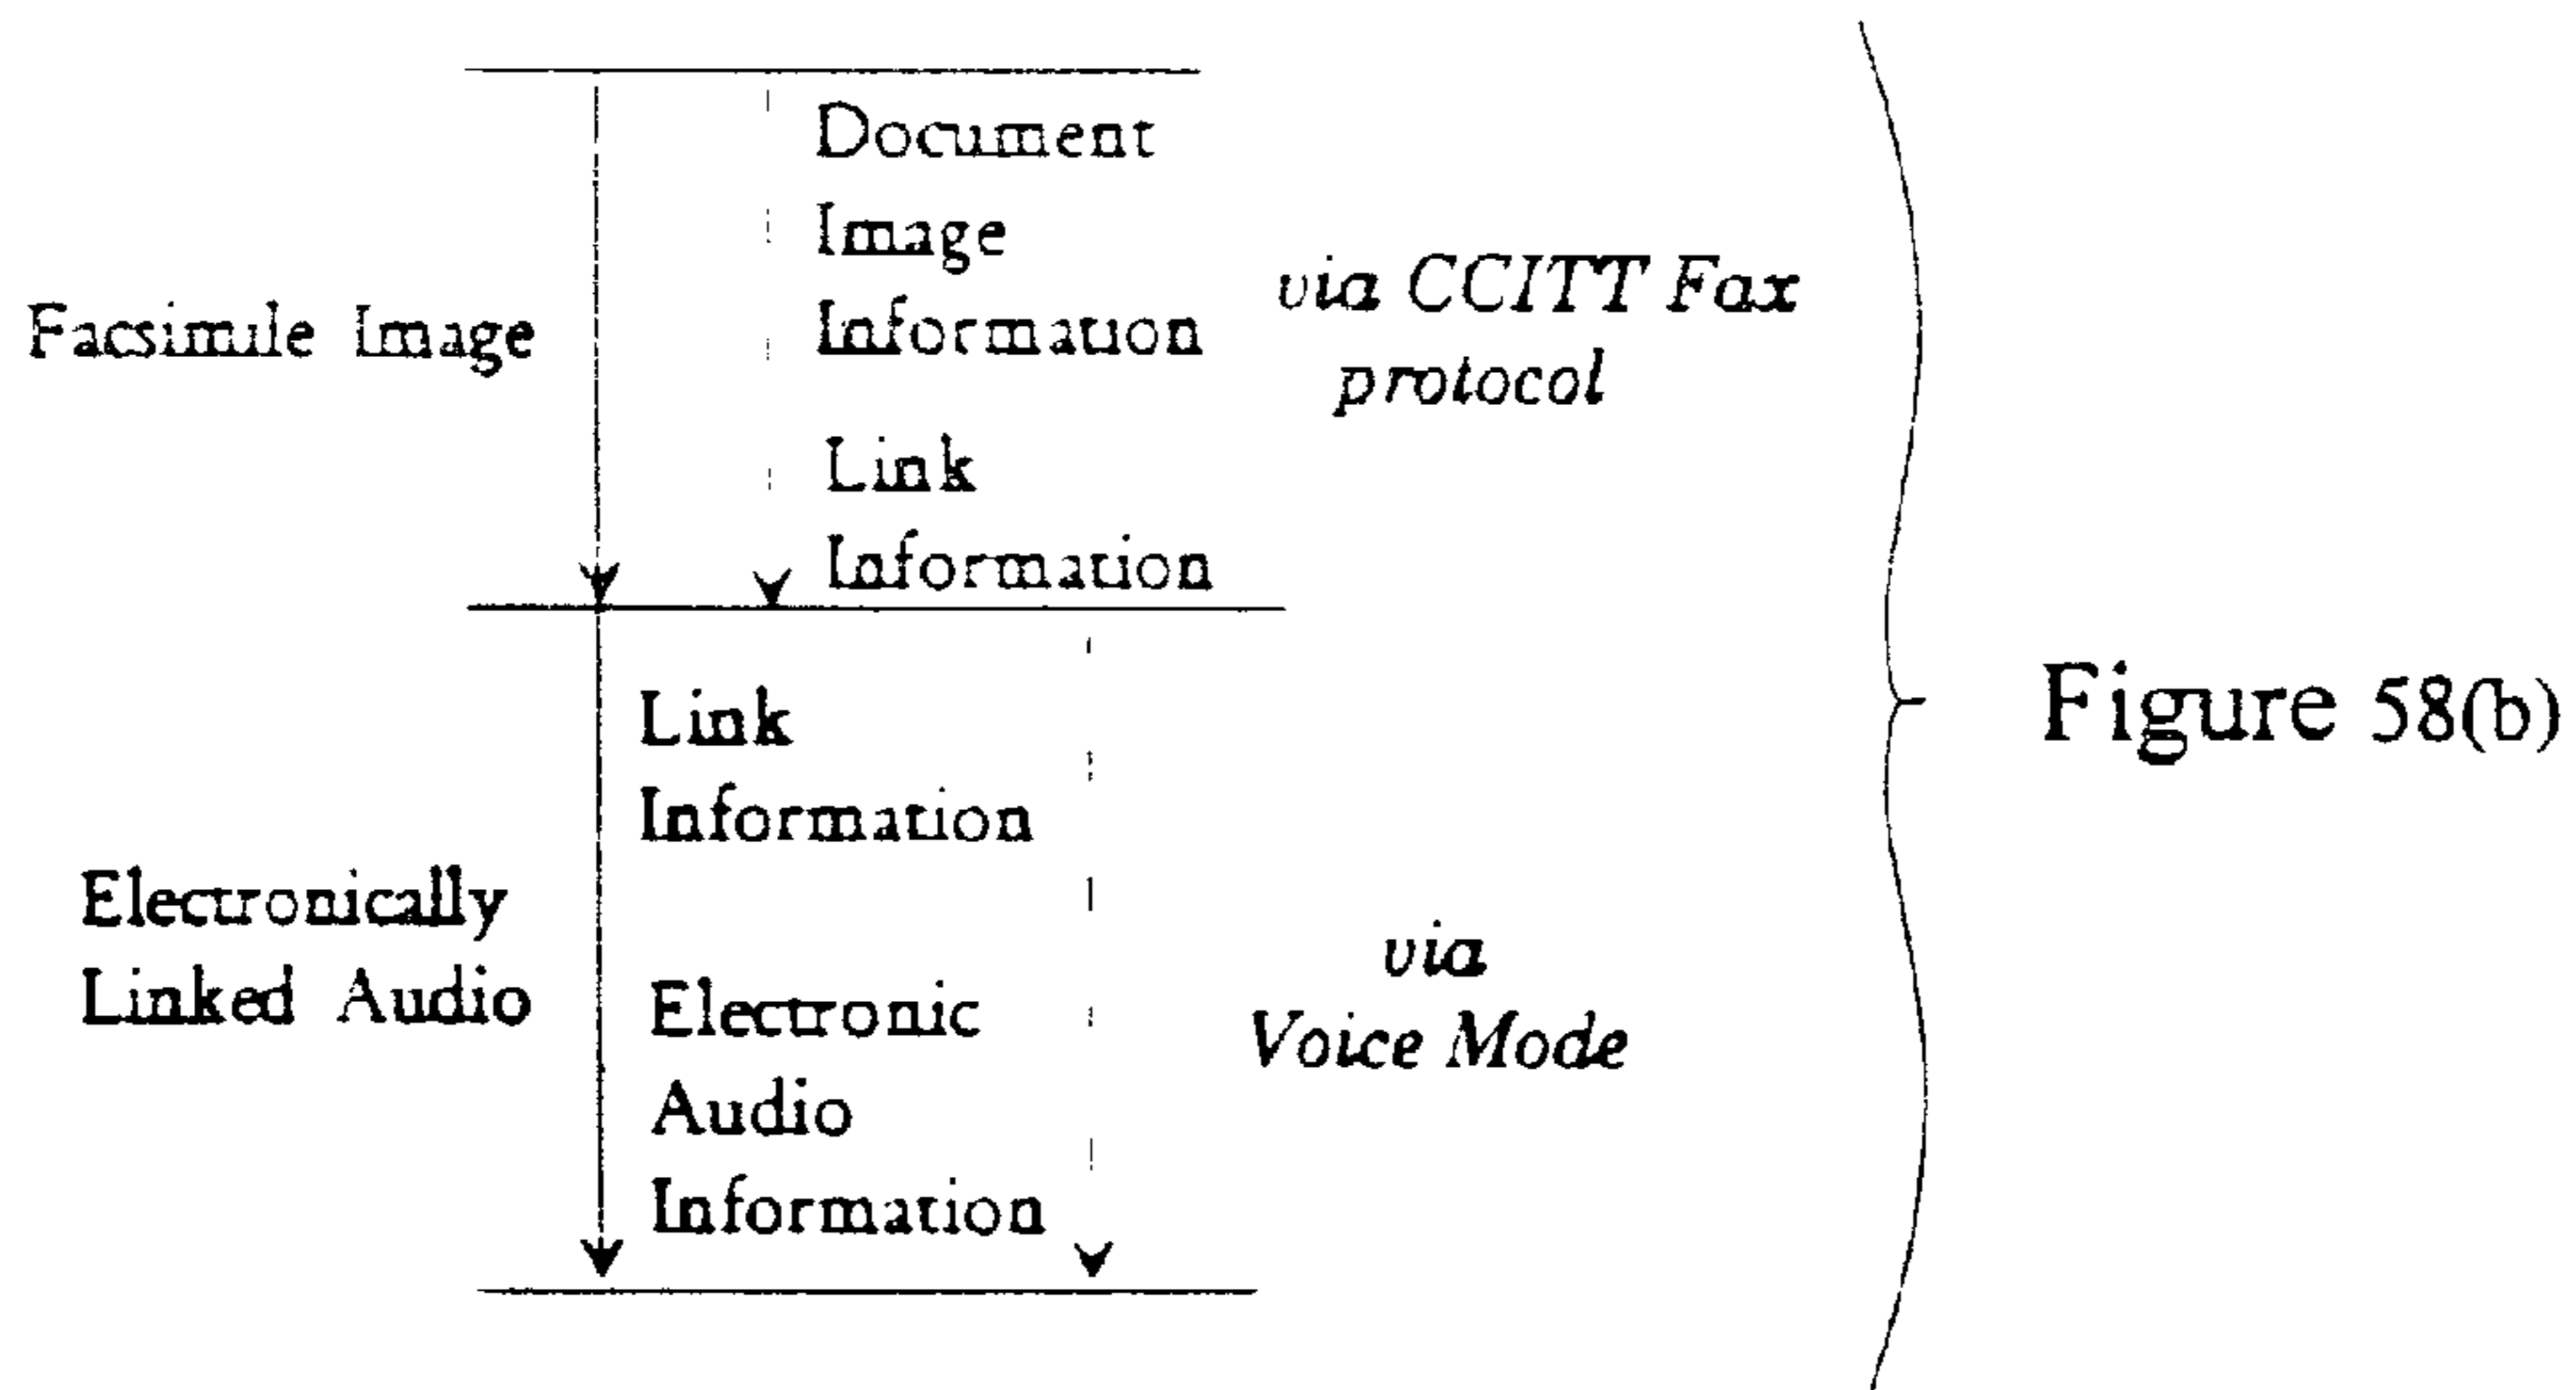 Document
Image
Information
Facsimile Image
via CCITT Fax
protocol
Link
Information
Link
Information
Electronically
Linked Audio
Electronic
Audio
Information
via
Voice Mode
Figure 58(b)